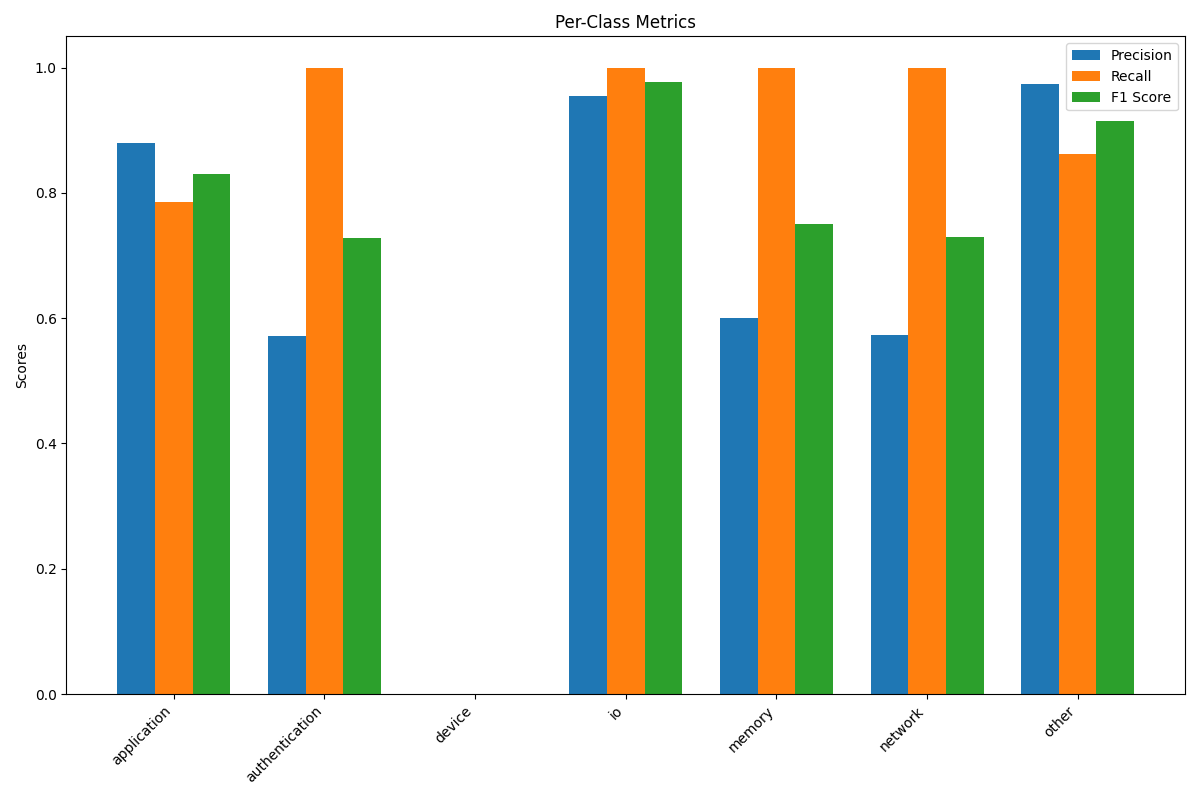 Per-Class Metrics
Precision
Recall
F1 Score
Scores
1.0
0.8
0.6
0.4
0.2
0.0
application
authentication
device
io
memory
network
other